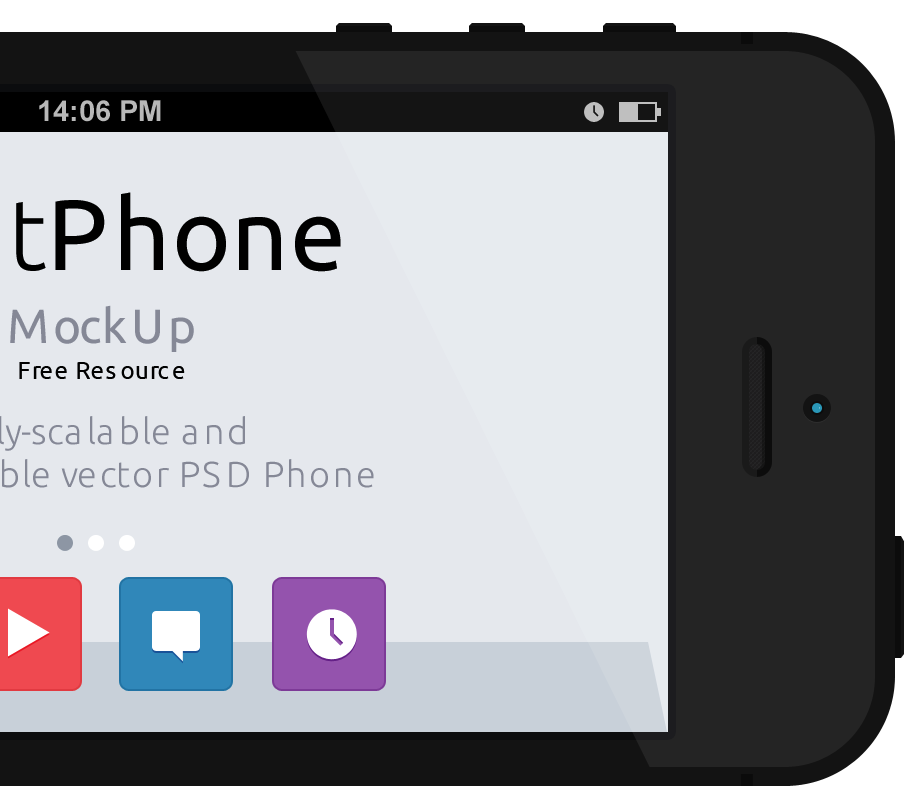 14:06 PM
tPhone
MockUp
Free Resource
ly-scalable and
ble vector PSD Phone